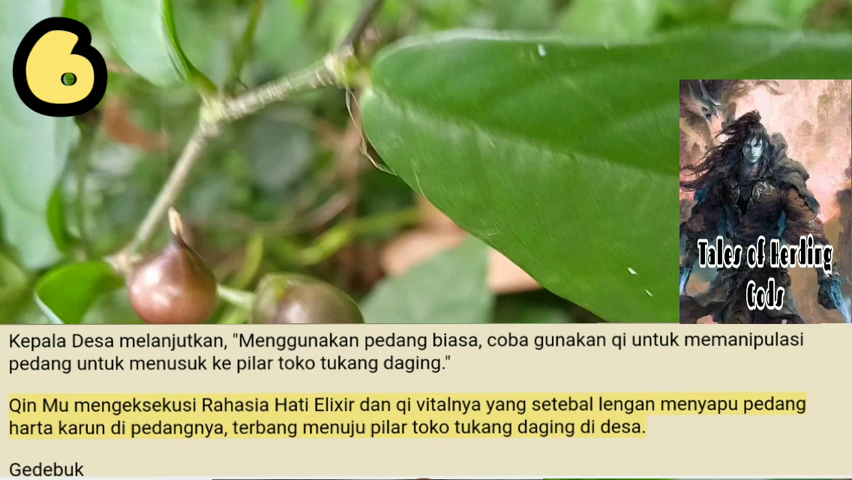 6
Tales of Herding
Gods
Kepala Desa melanjutkan, "Menggunakan pedang biasa, coba gunakan qi untuk memanipulasi
pedang untuk menusuk ke pilar toko tukang daging."
Qin Mu mengeksekusi Rahasia Hati Elixir dan qi vitalnya yang setebal lengan menyapu pedang
harta karun di pedangnya, terbang menuju pilar toko tukang daging di desa.
Gedebuk